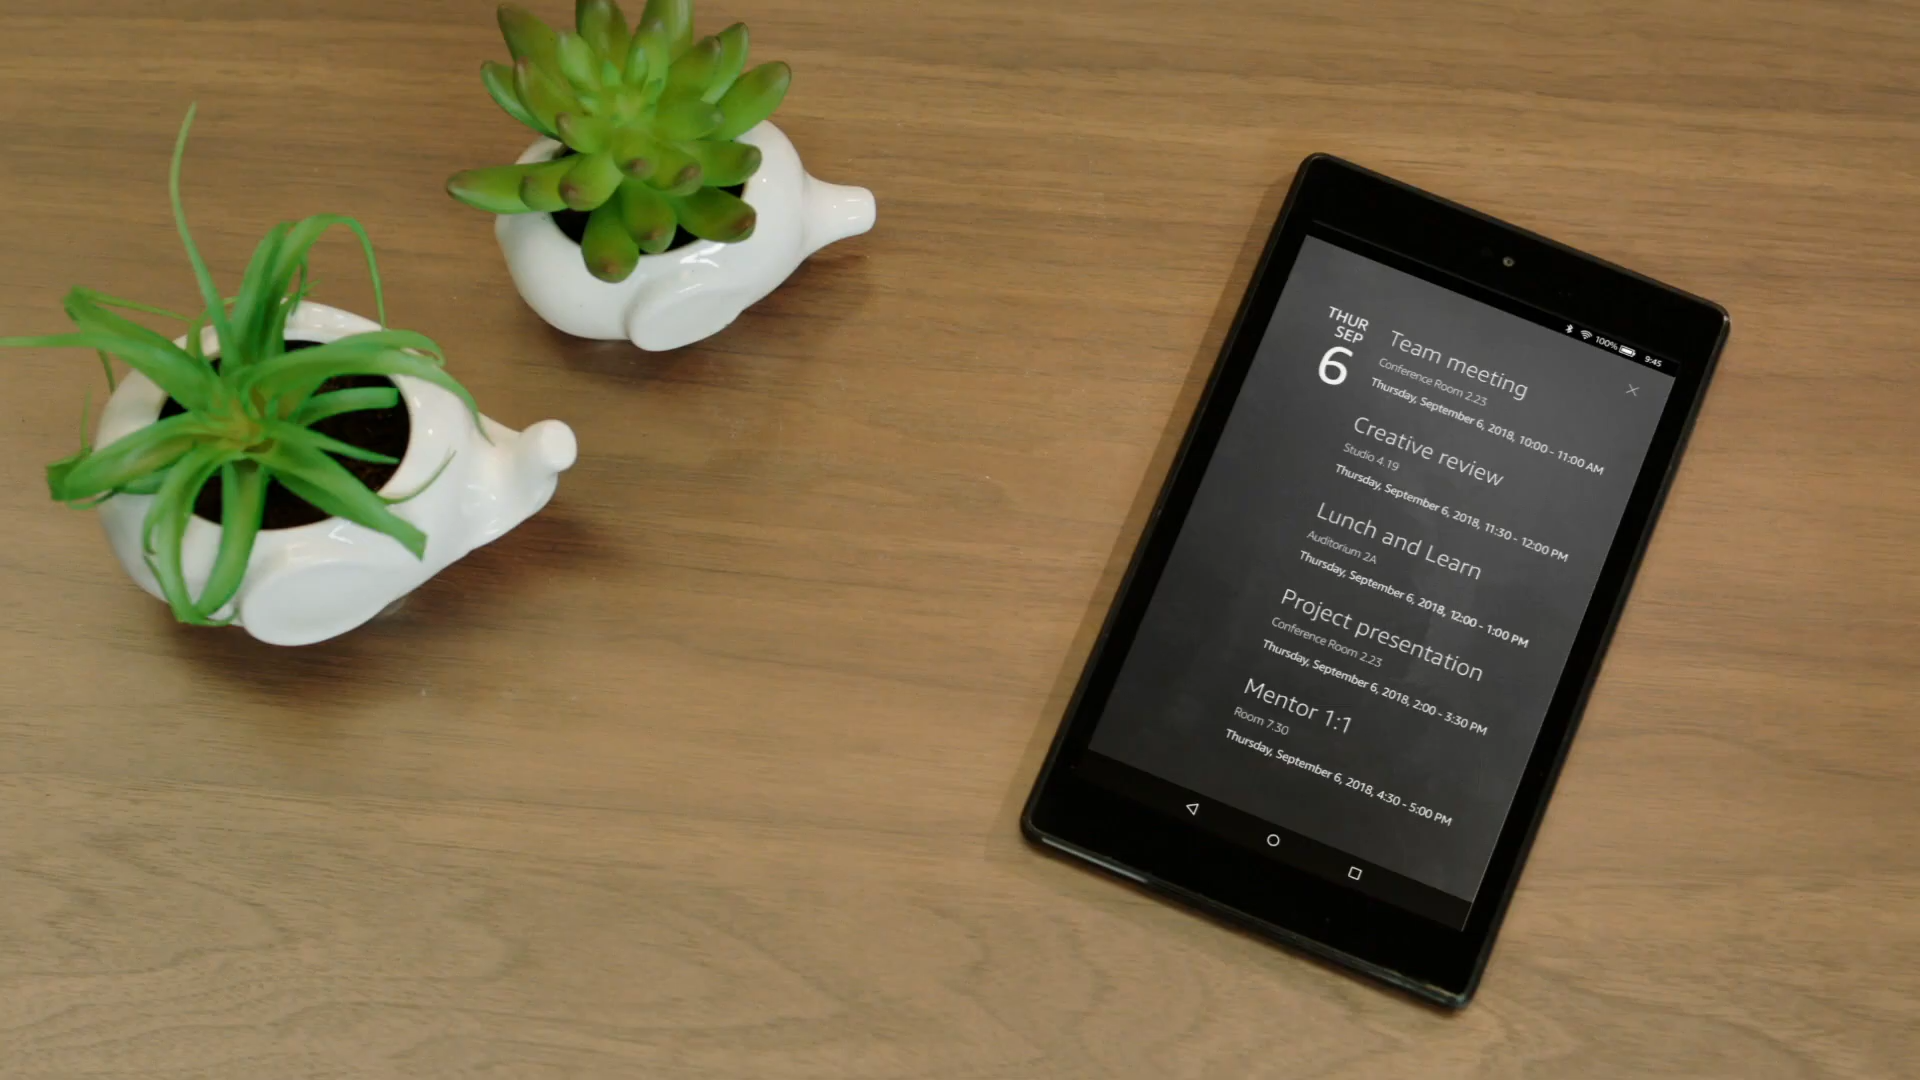 100% 9:45
THUR
SEP
6
Team meeting
Conference Room 2.23
Thursday, September 6, 2018, 10:00 - 11:00 AM
Creative review
Studio 4.19
Thursday, September 6, 2018, 11:30 - 12:00 PM
Lunch and Learn
Auditorium 2A
Thursday, September 6, 2018, 12:00 - 1:00 PM
Project presentation
Conference Room 2.23
Thursday, September 6, 2018, 2:00 - 3:30 PM
Mentor 1:1
Room 7.30
Thursday, September 6, 2018, 4:30 - 5:00 PM